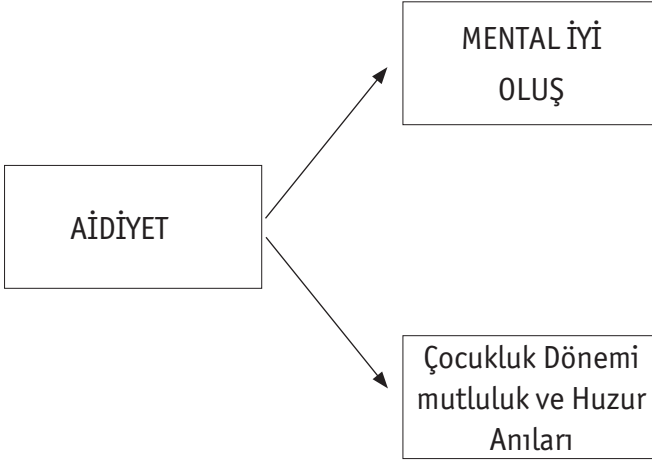 MENTAL İYİ
OLUŞ
AİDİYET
Çocukluk Dönemi
mutluluk ve Huzur
Anıları